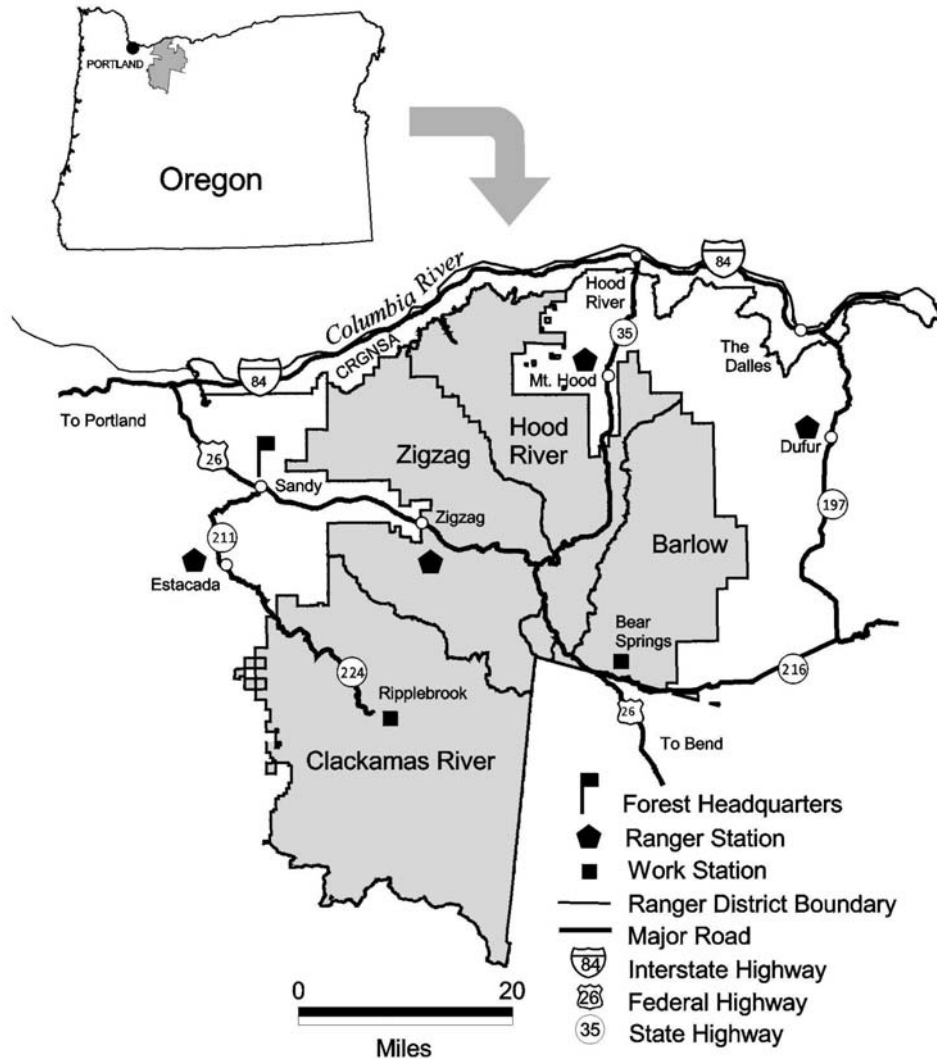 PORTLAND
Oregon
Columbia River
84
Hood
River
35
CRGNSA
84
The
Dalles
Mt. Hood
To Portland
Hood
River
Zigzag
Dufur
26
Sandy
Zigzag
197
211
Barlow
Estacada
Bear
Springs
224
216
Ripplebrook
26
To Bend
Clackamas River
Forest Headquarters
Ranger Station
Work Station
Ranger District Boundary
Major Road
84
Interstate Highway
26
Federal Highway
35
State Highway
0
20
Miles